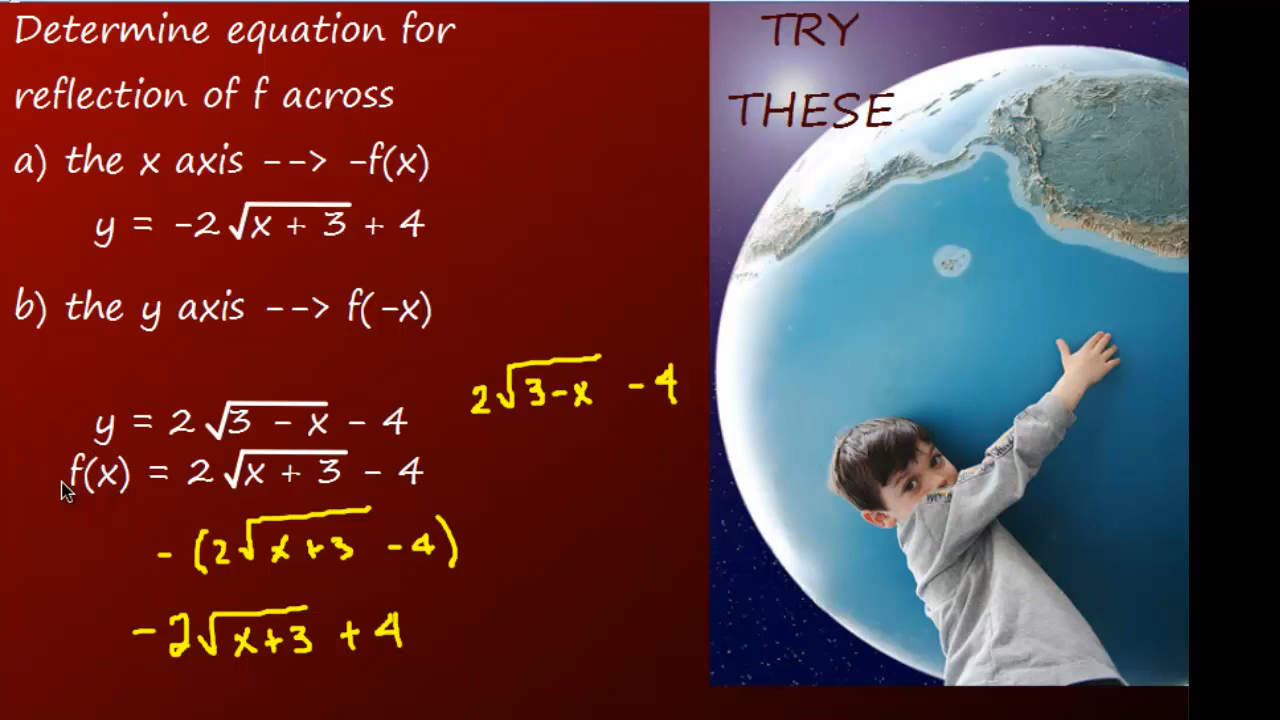 Determine equation for
reflection of f across
a) the x axis --> -f(x)
y = -2√(x + 3) + 4
b) the y axis --> f(-x)
2√(3-x) - 4
y = 2√(3 - x) - 4
f(x) = 2√(x + 3) - 4
- (2√(x+3) - 4)
-2√(x+3) + 4
TRY
THESE